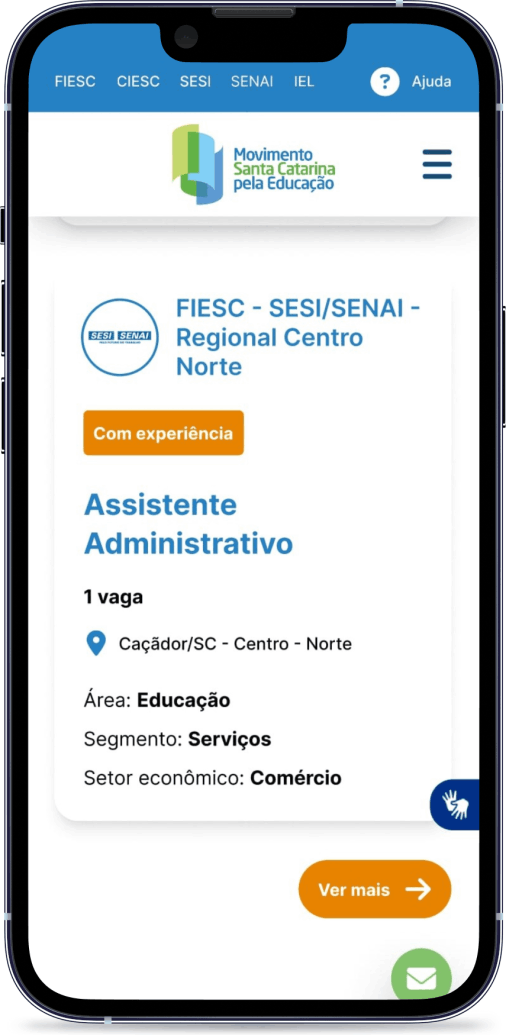 FIESC CIESC SESI SENAI IEL ? Ajuda
Movimento
Santa Catarina
pela Educação
FIESC - SESI/SENAI -
Regional Centro
Norte
SESI SENAI
Com experiência
Assistente
Administrativo
1 vaga
Caçãdor/SC - Centro - Norte
Área: Educação
Segmento: Serviços
Setor econômico: Comércio
Ver mais